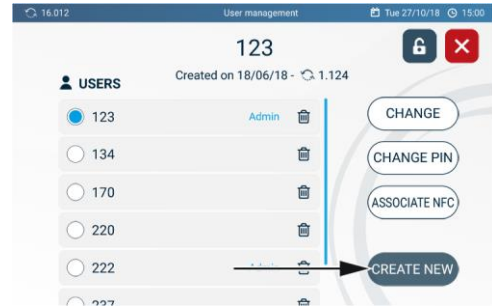 16.012 User management Tue 27/10/18 15:00
123
Created on 18/06/18 - 1.124
USERS
123 Admin
134
170
220
222
237
CHANGE
CHANGE PIN
ASSOCIATE NFC
CREATE NEW